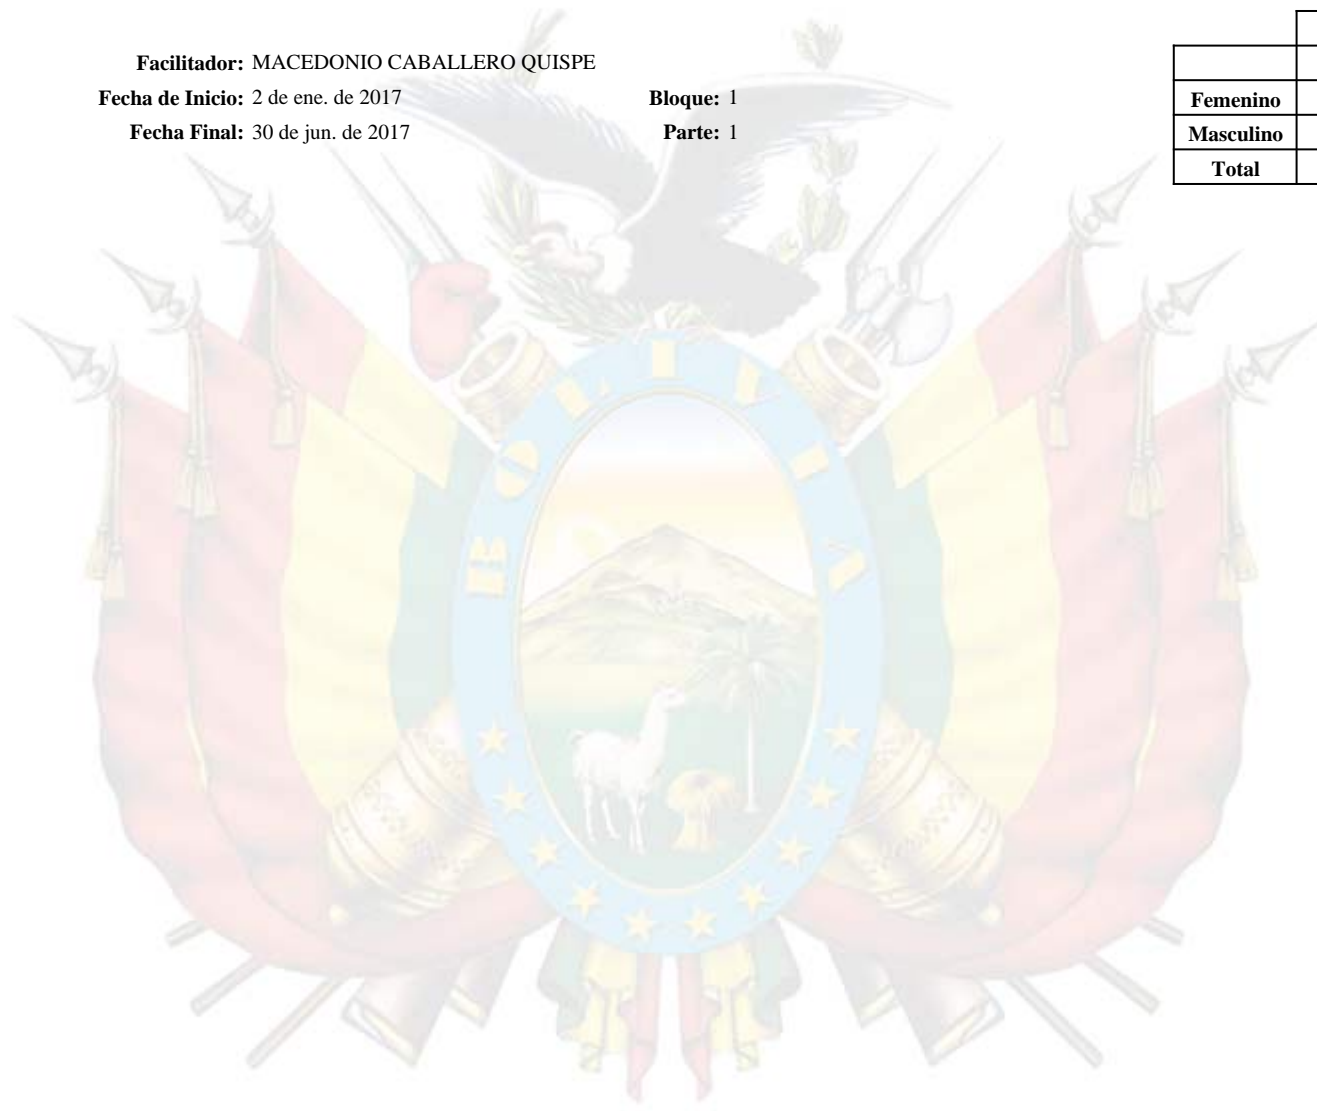 Facilitador: MACEDONIO CABALLERO QUISPE
Fecha de Inicio: 2 de ene. de 2017 Bloque: 1
Fecha Final: 30 de jun. de 2017 Parte: 1
Femenino
Masculino
Total
BOLIVIA